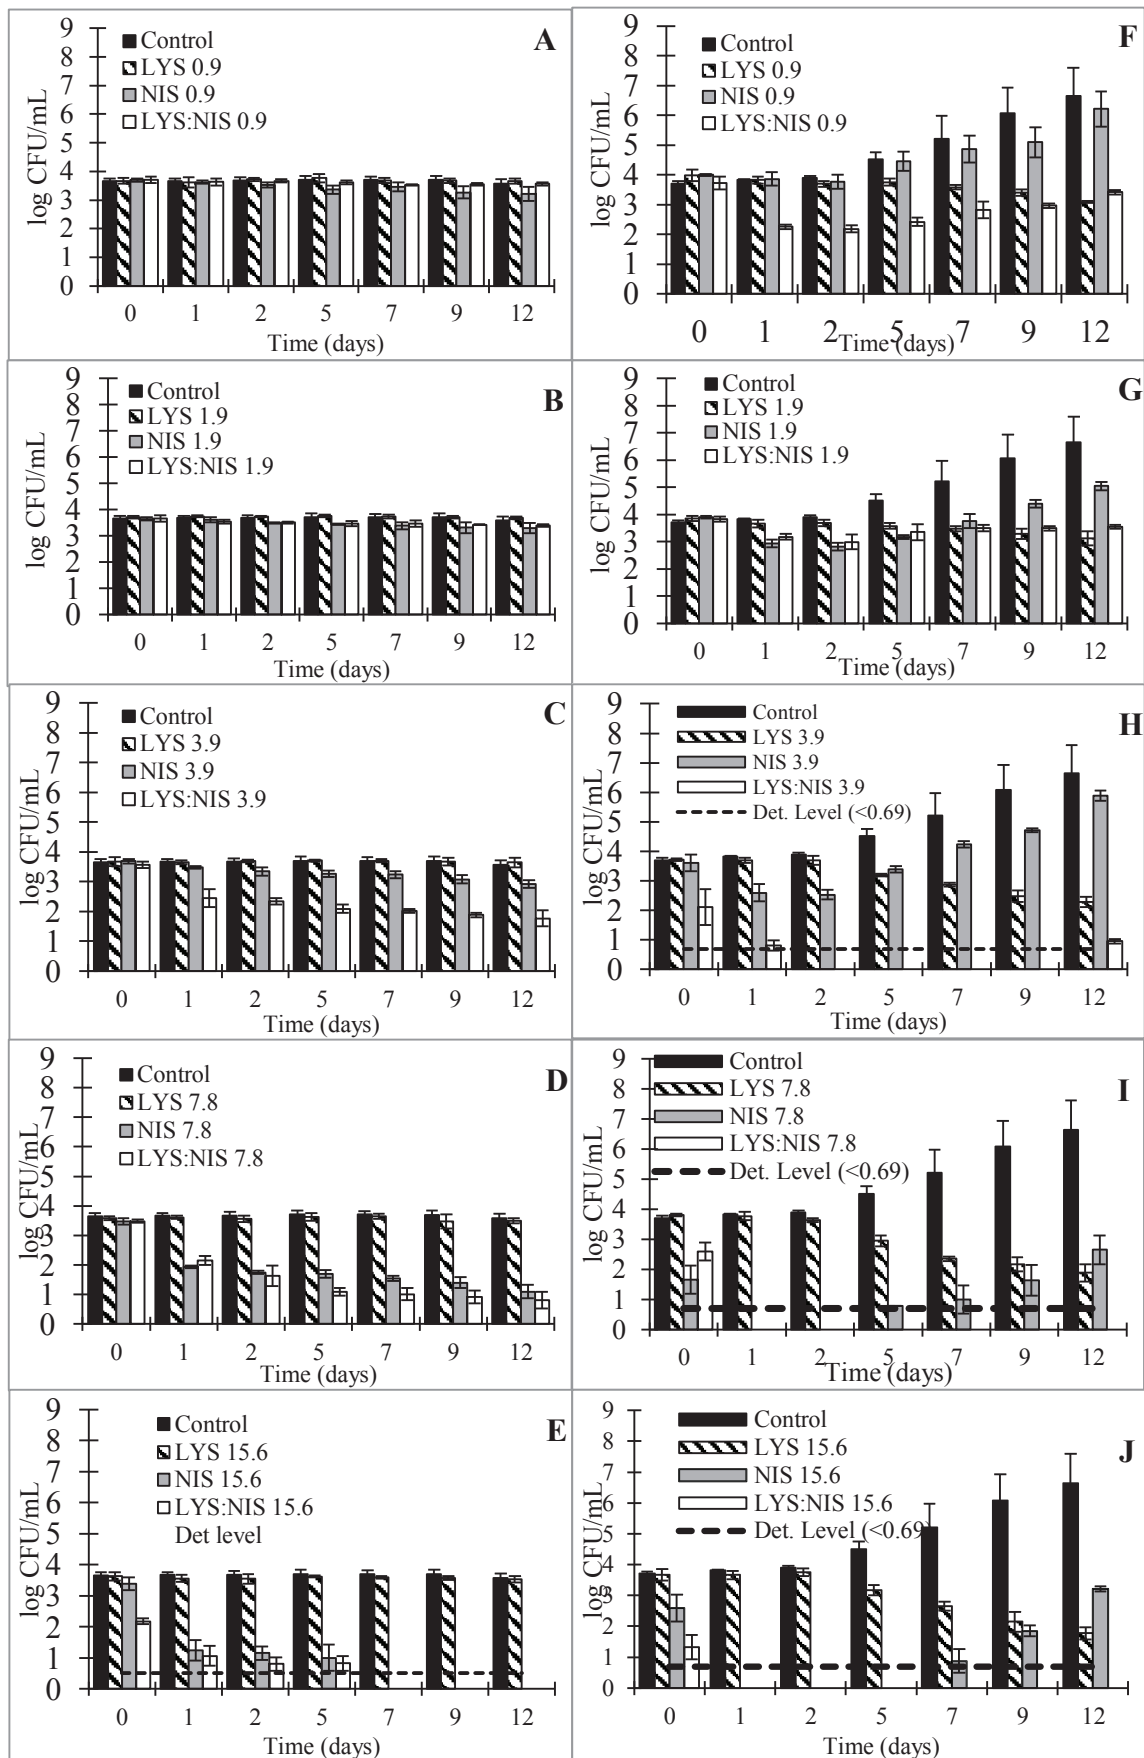 A
log CFU/mL
9
8
7
6
5
4
3
2
1
0
Control
LYS 0.9
NIS 0.9
LYS:NIS 0.9
0 1 2 5 7 9 12
Time (days)
F
log CFU/mL
9
8
7
6
5
4
3
2
1
0
Control
LYS 0.9
NIS 0.9
LYS:NIS 0.9
0 1 2 5 7 9 12
Time (days)
B
log CFU/mL
9
8
7
6
5
4
3
2
1
0
Control
LYS 1.9
NIS 1.9
LYS:NIS 1.9
0 1 2 5 7 9 12
Time (days)
G
log CFU/mL
9
8
7
6
5
4
3
2
1
0
Control
LYS 1.9
NIS 1.9
LYS:NIS 1.9
0 1 2 5 7 9 12
Time (days)
C
log CFU/mL
9
8
7
6
5
4
3
2
1
0
Control
LYS 3.9
NIS 3.9
LYS:NIS 3.9
0 1 2 5 7 9 12
Time (days)
H
log CFU/mL
9
8
7
6
5
4
3
2
1
0
Control
LYS 3.9
NIS 3.9
LYS:NIS 3.9
Det. Level (<0.69)
0 1 2 5 7 9 12
Time (days)
D
log CFU/mL
9
8
7
6
5
4
3
2
1
0
Control
LYS 7.8
NIS 7.8
LYS:NIS 7.8
0 1 2 5 7 9 12
Time (days)
I
log CFU/mL
9
8
7
6
5
4
3
2
1
0
Control
LYS 7.8
NIS 7.8
LYS:NIS 7.8
Det. Level (<0.69)
0 1 2 5 7 9 12
Time (days)
E
log CFU/mL
9
8
7
6
5
4
3
2
1
0
Control
LYS 15.6
NIS 15.6
LYS:NIS 15.6
Det level
0 1 2 5 7 9 12
Time (days)
J
log CFU/mL
9
8
7
6
5
4
3
2
1
0
Control
LYS 15.6
NIS 15.6
LYS:NIS 15.6
Det. Level (<0.69)
0 1 2 5 7 9 12
Time (days)